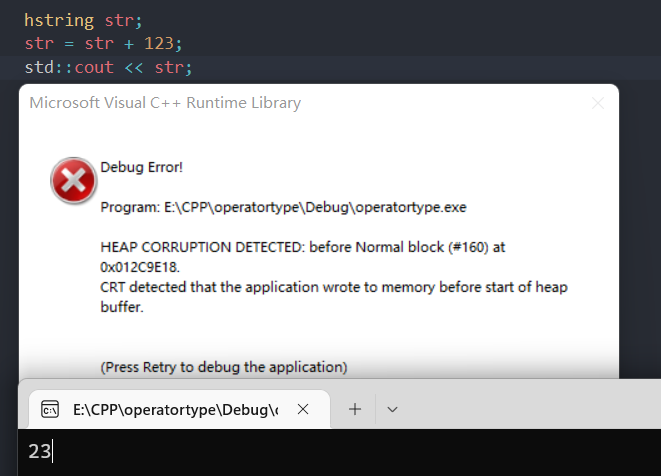 hstring str;
str = str + 123;
std::cout << str;
Microsoft Visual C++ Runtime Library
Debug Error!
Program: E:\CPP\operatortype\Debug\operatortype.exe
HEAP CORRUPTION DETECTED: before Normal block (#160) at
0x012C9E18.
CRT detected that the application wrote to memory before start of heap
buffer.
(Press Retry to debug the application)
E:\CPP\operatortype\Debug\
23